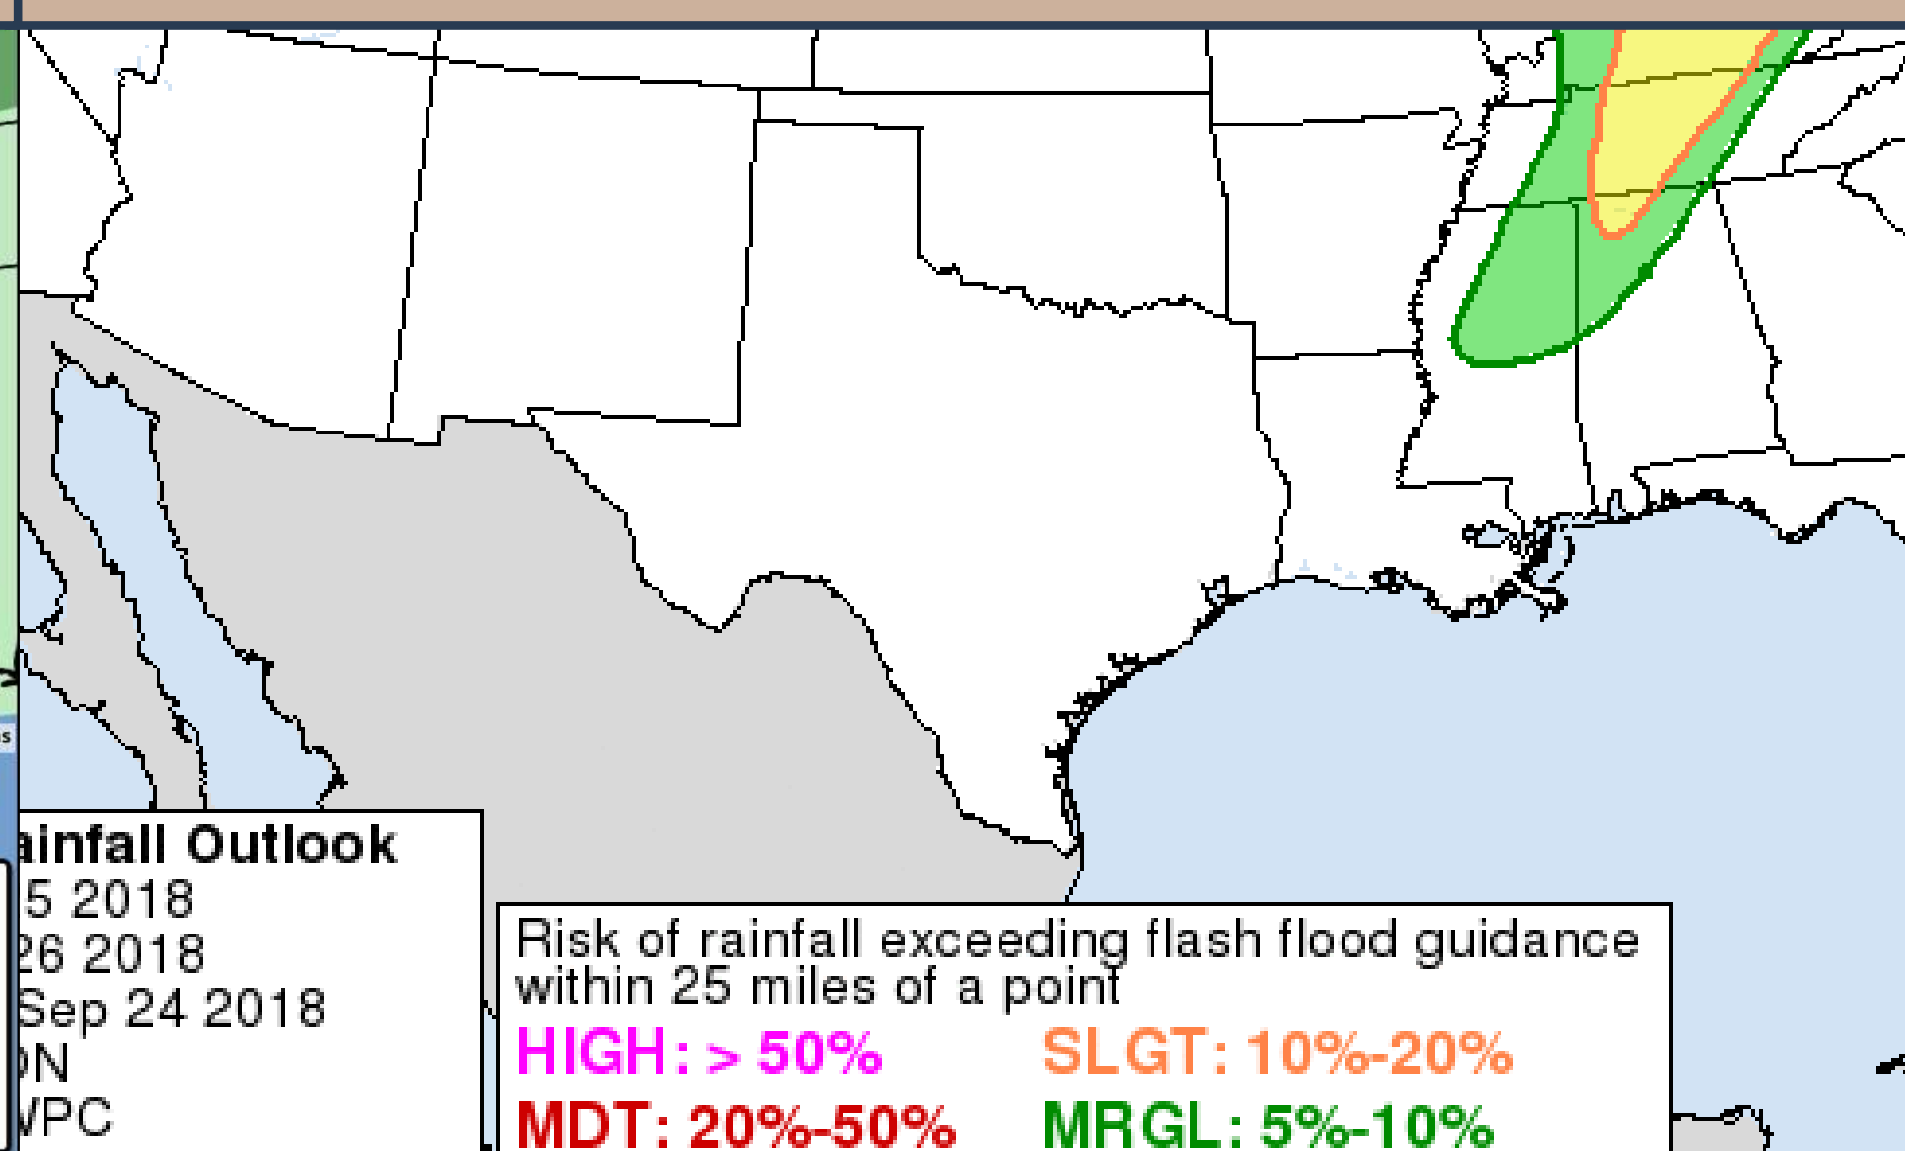 ainfall Outlook
5 2018
26 2018
Sep 24 2018
N
WPC
Risk of rainfall exceeding flash flood guidance
within 25 miles of a point
HIGH: > 50% SLGT: 10%-20%
MDT: 20%-50% MRGL: 5%-10%